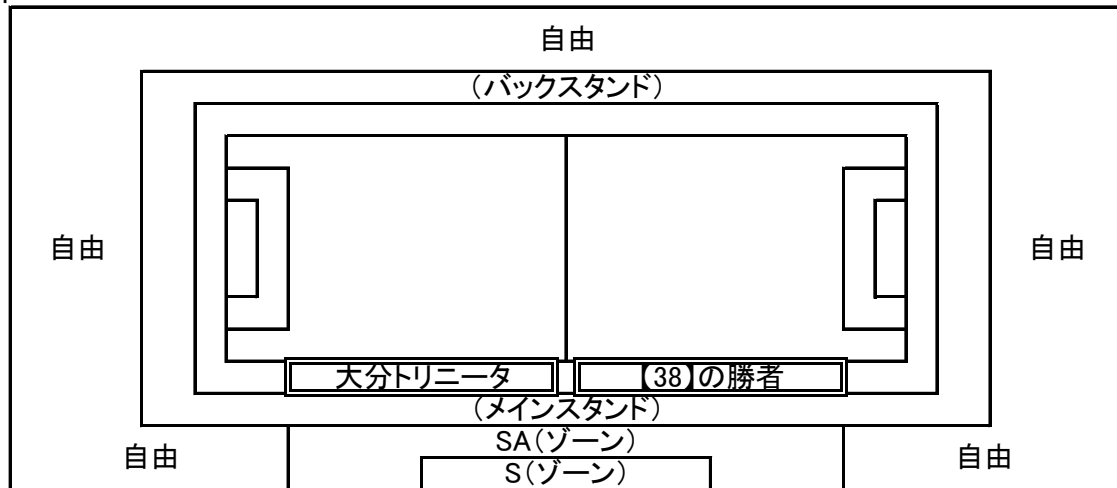 自由
(バックスタンド)
自由
自由
大分トリニータ
【38】の勝者
(メインスタンド)
SA(ゾーン)
自由
自由
S(ゾーン)